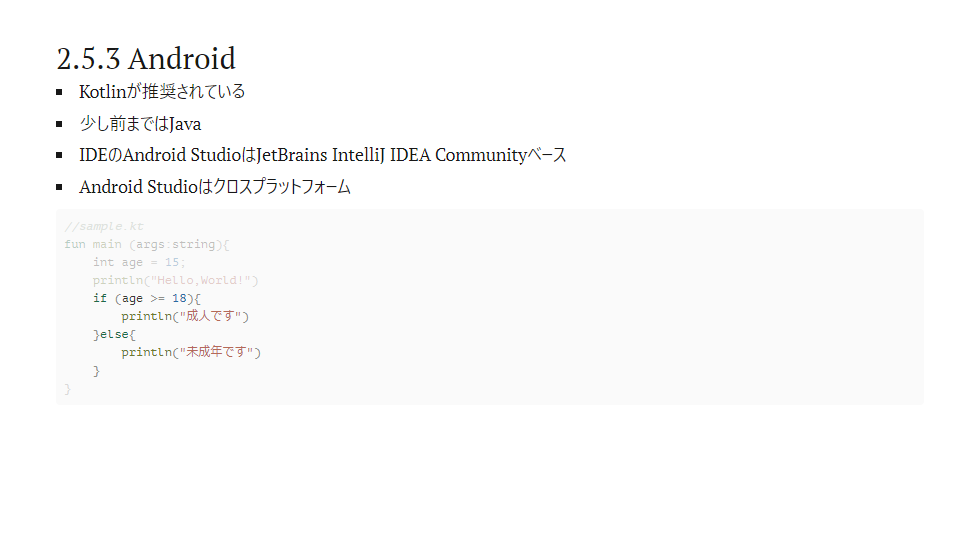 2.5.3 Android
Kotlinが推奨されている
少し前まではJava
IDEのAndroid StudioはJetBrains IntelliJ IDEA Communityベース
Android Studioはクロスプラットフォーム
//sample.kt
fun main (args:string){
    int age = 15;
    println("Hello,World!")
    if (age >= 18){
        println("成人です")
    }else{
        println("未成年です")
    }
}